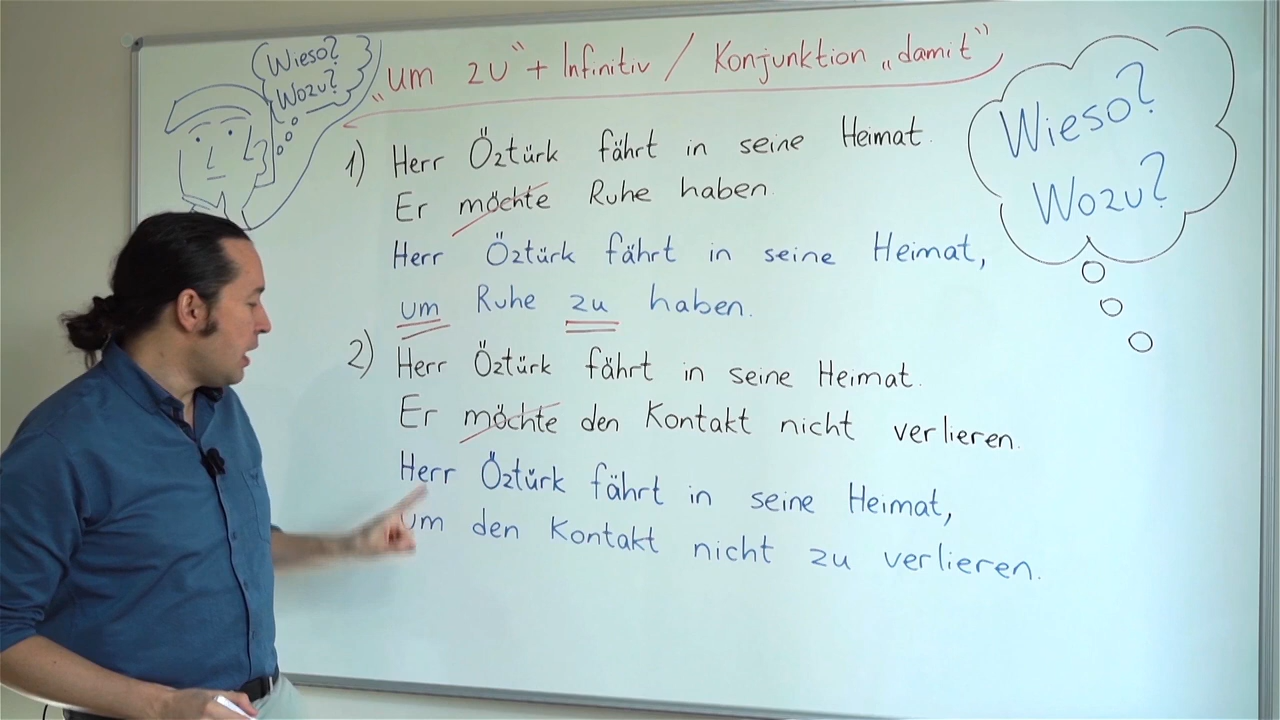 Wieso?
Wozu?
„um zu“ + Infinitiv / Konjunktion „damit“
Wieso?
Wozu?
1) Herr Öztürk fährt in seine Heimat.
Er möchte Ruhe haben.
Herr Öztürk fährt in seine Heimat,
um Ruhe zu haben.
2) Herr Öztürk fährt in seine Heimat.
Er möchte den Kontakt nicht verlieren.
Herr Öztürk fährt in seine Heimat,
um den Kontakt nicht zu verlieren.